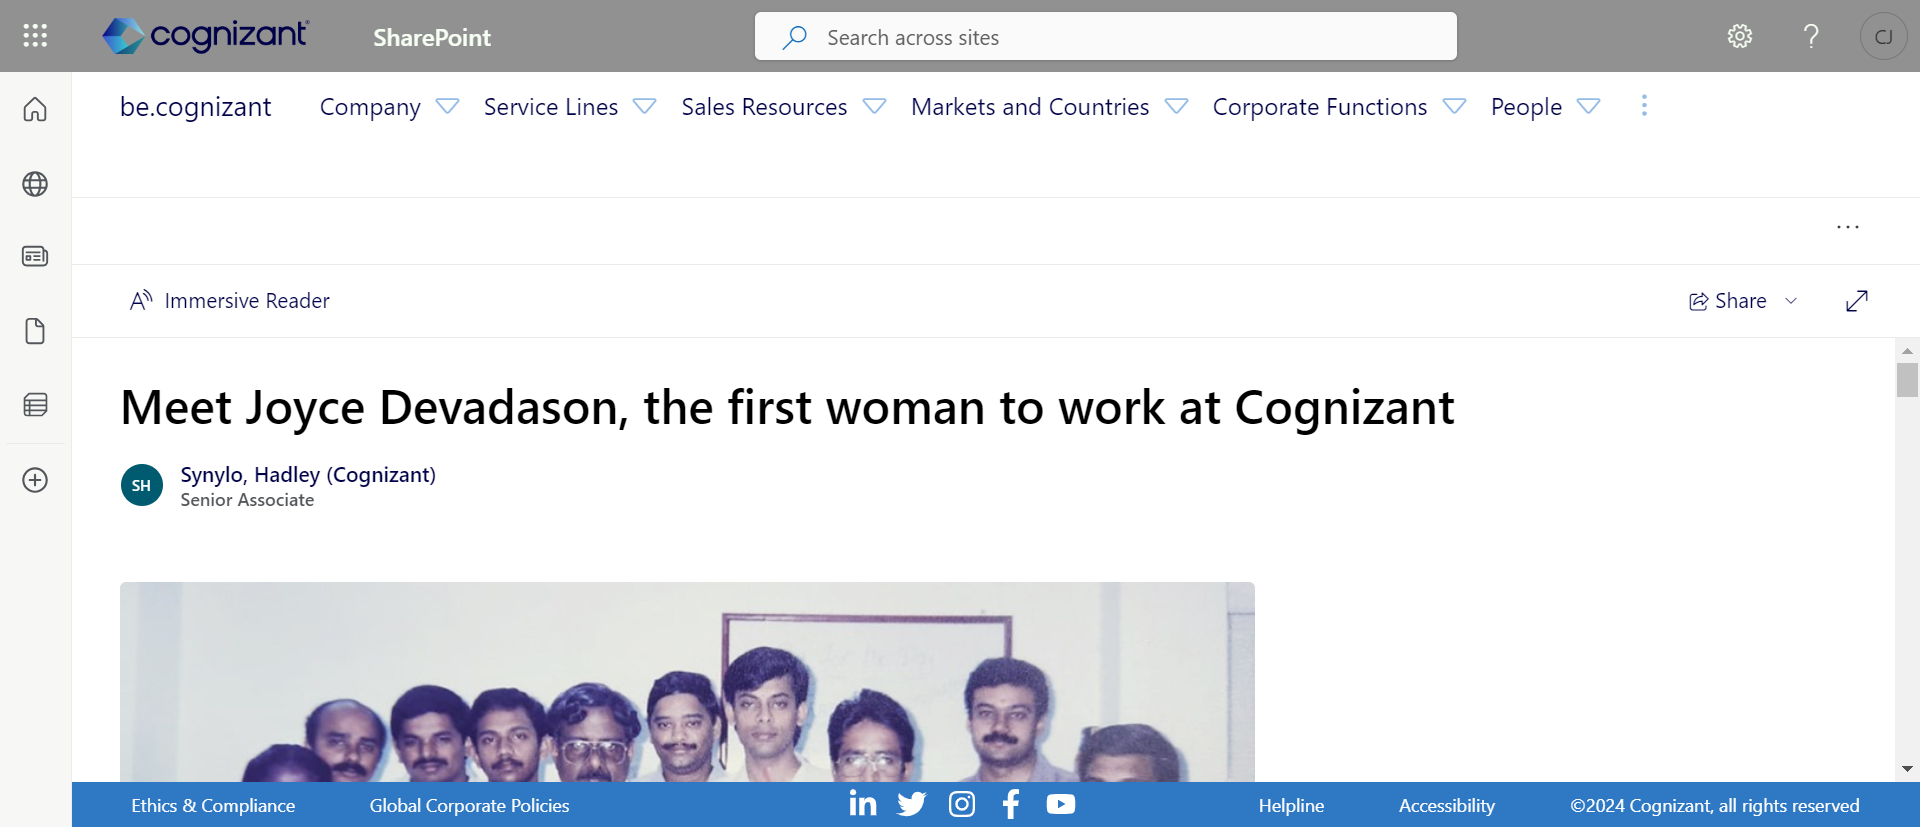 cognizant
SharePoint
Search across sites
CJ
be.cognizant
Company
Service Lines
Sales Resources
Markets and Countries
Corporate Functions
People
Immersive Reader
Share
Meet Joyce Devadason, the first woman to work at Cognizant
SH
Synylo, Hadley (Cognizant)
Senior Associate
Ethics & Compliance
Global Corporate Policies
Helpline
Accessibility
©2024 Cognizant, all rights reserved